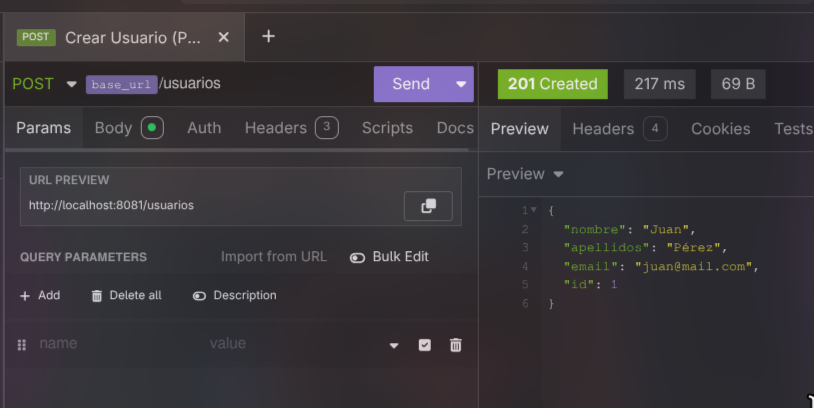 POST Crear Usuario (P...
POST base_url/usuarios
Send
201 Created 217 ms 69 B
Params Body Auth Headers 3 Scripts Docs
Preview Headers 4 Cookies Tests
URL PREVIEW
http://localhost:8081/usuarios
QUERY PARAMETERS Import from URL Bulk Edit
+ Add Delete all Description
name value
Preview
1 {
2 "nombre": "Juan",
3 "apellidos": "Pérez",
4 "email": "juan@mail.com",
5 "id": 1
6 }